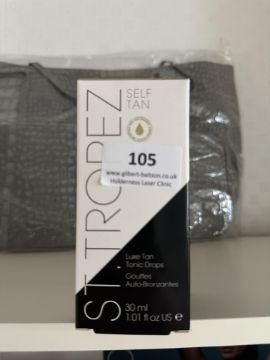 ST.TROPEZ
SELF
TAN
105
www.gilbert-batson.co.uk
Holderness Laser Clinic
Luxe Tan
Tonic Drops
Gouttes
Auto-Bronzantes
30 ml
1.01 fl oz US e